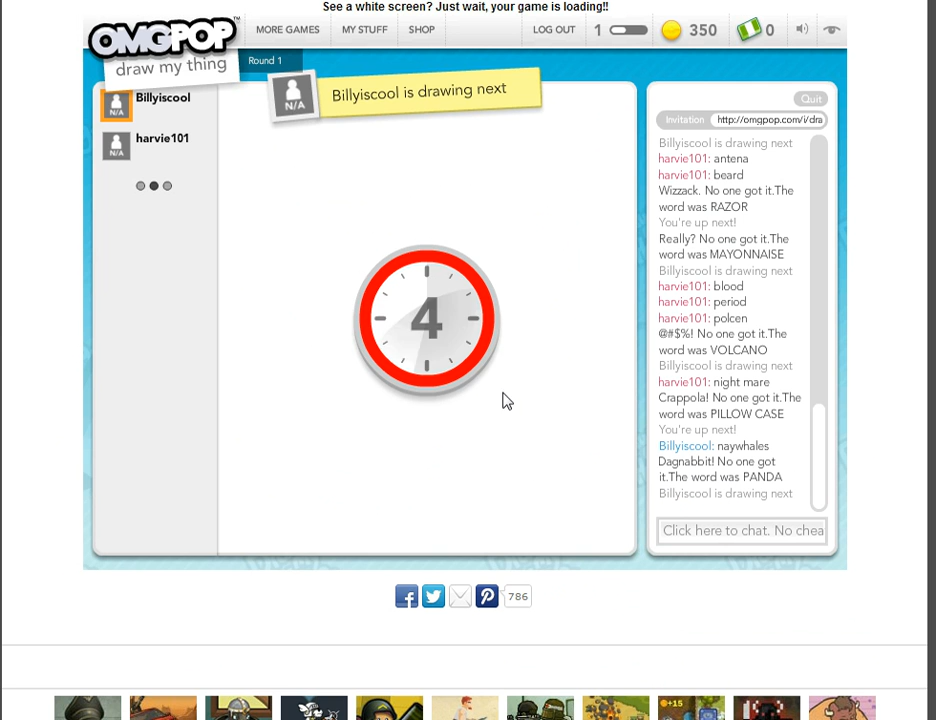 See a white screen? Just wait, your game is loading!!
OMGPOP™
MORE GAMES
MY STUFF
SHOP
LOG OUT
1
350
0
draw my thing
Round 1
Billyiscool is drawing next
N/A
N/A
Billyiscool
N/A
harvie101
4
Quit
Invitation
http://omgpop.com/i/dra
Billyiscool is drawing next
harvie101: antena
harvie101: beard
Wizzack. No one got it.The
word was RAZOR
You're up next!
Really? No one got it.The
word was MAYONNAISE
Billyiscool is drawing next
harvie101: blood
harvie101: period
harvie101: polcen
@#$%! No one got it.The
word was VOLCANO
Billyiscool is drawing next
harvie101: night mare
Crappola! No one got it.The
word was PILLOW CASE
You're up next!
Billyiscool: naywhales
Dagnabbit! No one got
it.The word was PANDA
Billyiscool is drawing next
Click here to chat. No chea
786
+15